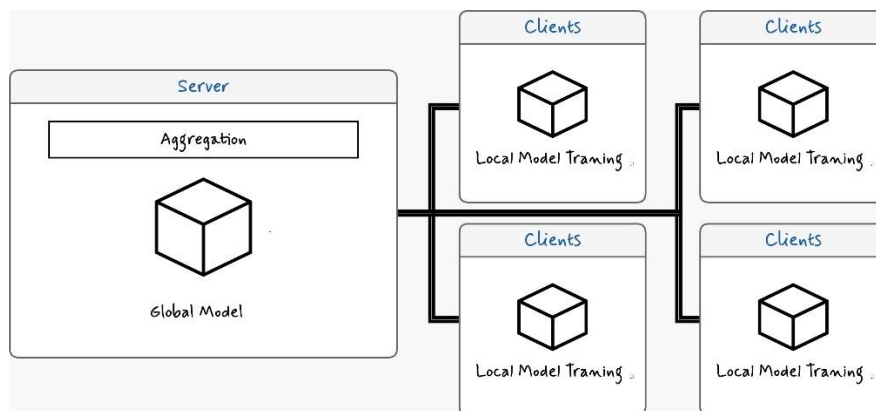 Server
Aggregation
Global Model
Clients
Local Model Traning
Clients
Local Model Traning
Clients
Local Model Traning
Clients
Local Model Traning